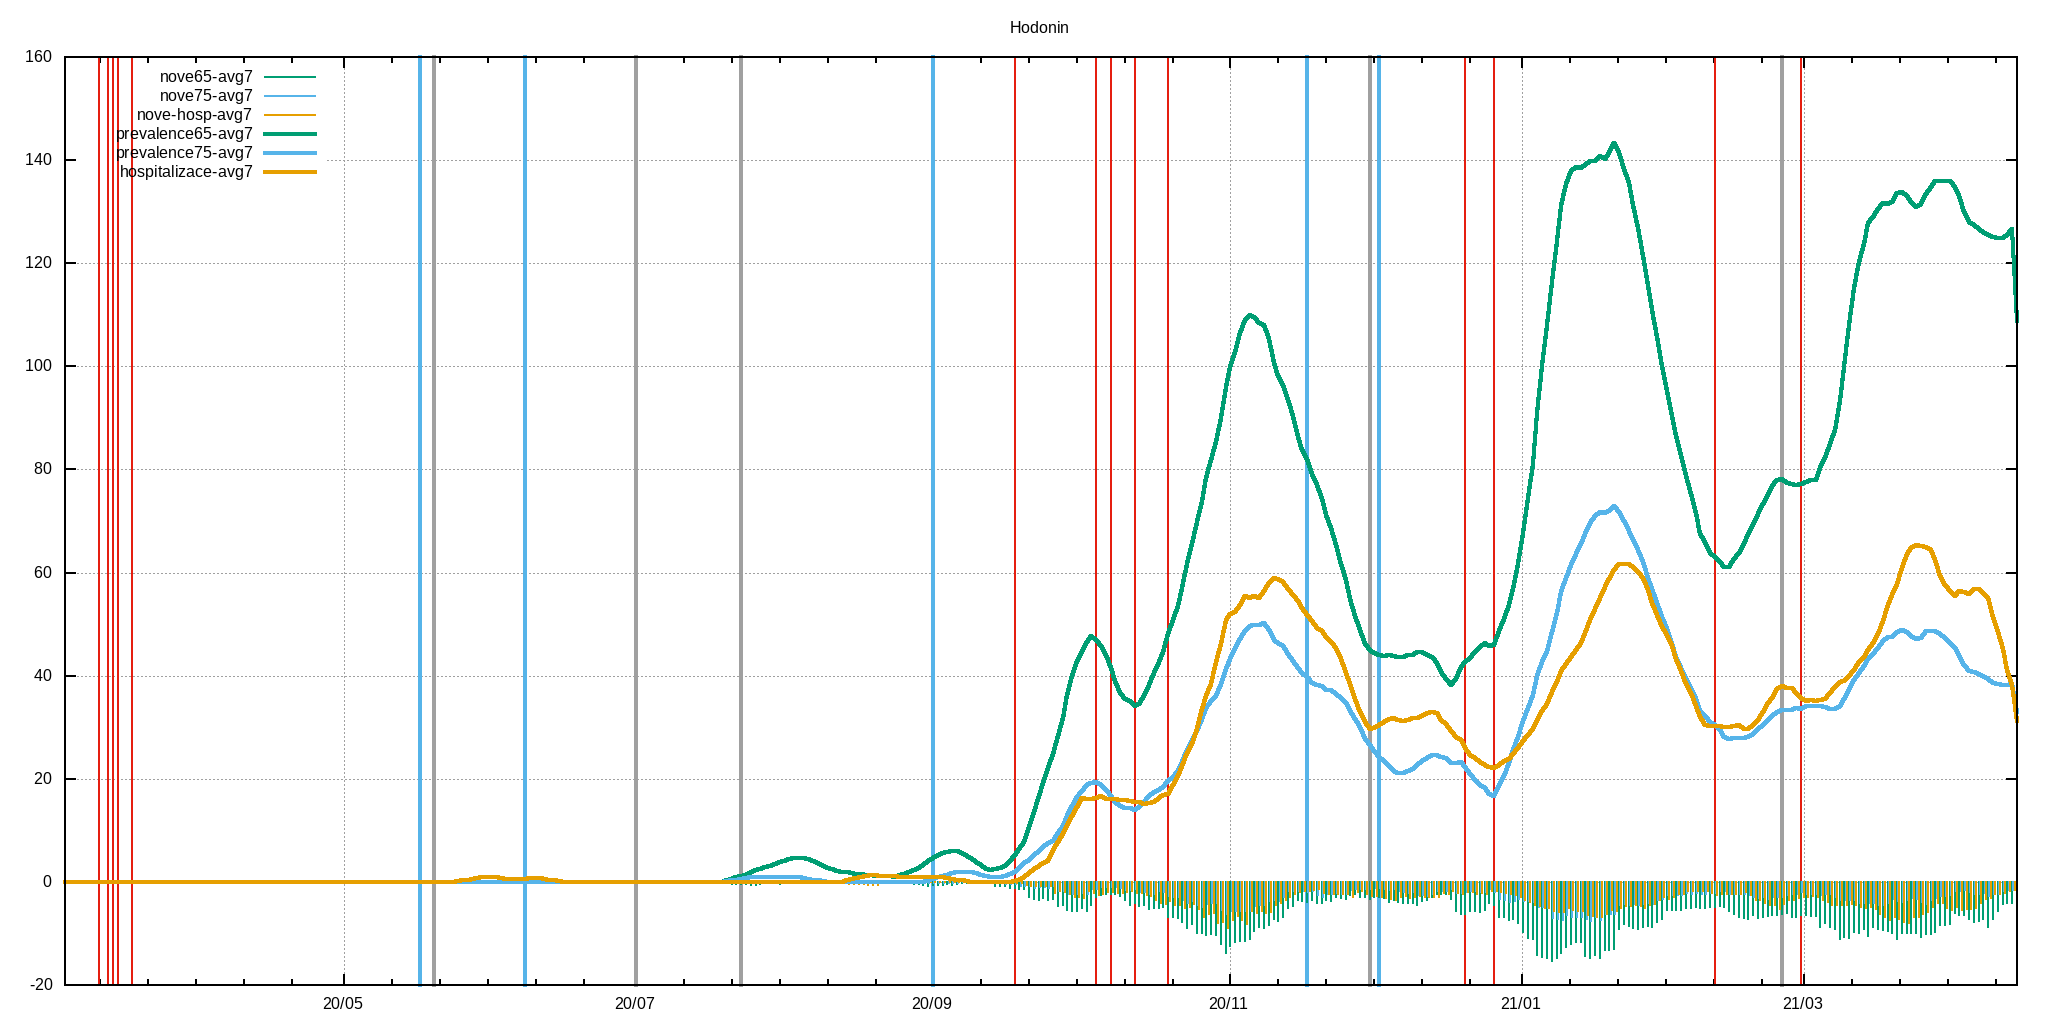 Hodonin
160
140
120
100
80
60
40
20
0
-20
nove65-avg7
nove75-avg7
nove-hosp-avg7
prevalence65-avg7
prevalence75-avg7
hospitalizace-avg7
20/05
20/07
20/09
20/11
21/01
21/03